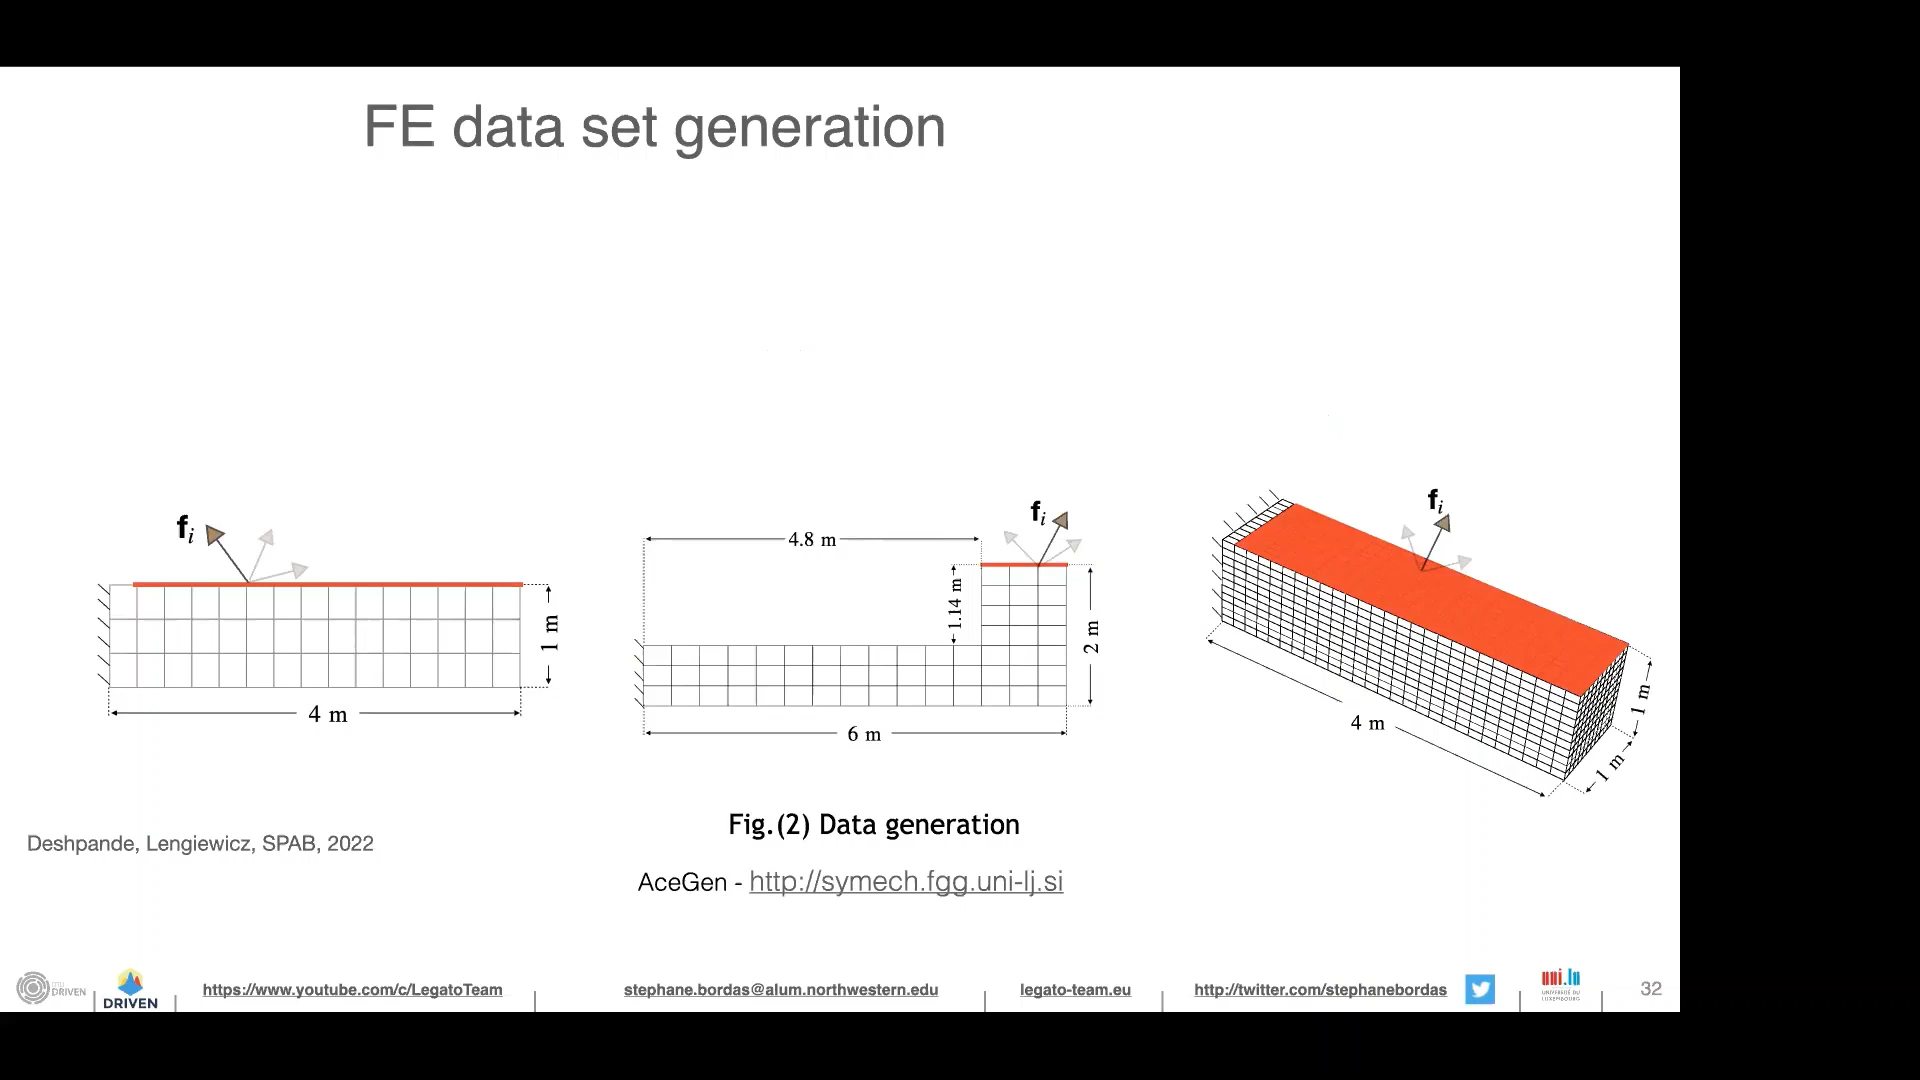 FE data set generation
fi
1 m
4 m
fi
4.8 m
1.14 m
2 m
6 m
fi
4 m
1 m
1 m
Fig.(2) Data generation
Deshpande, Lengiewicz, SPAB, 2022
AceGen - http://symech.fgg.uni-lj.si
DRIVEN
DRIVEN
https://www.youtube.com/c/LegatoTeam
stephane.bordas@alum.northwestern.edu
legato-team.eu
http://twitter.com/stephanebordas
uni.lu
UNIVERSITÉ DU
LUXEMBOURG
32